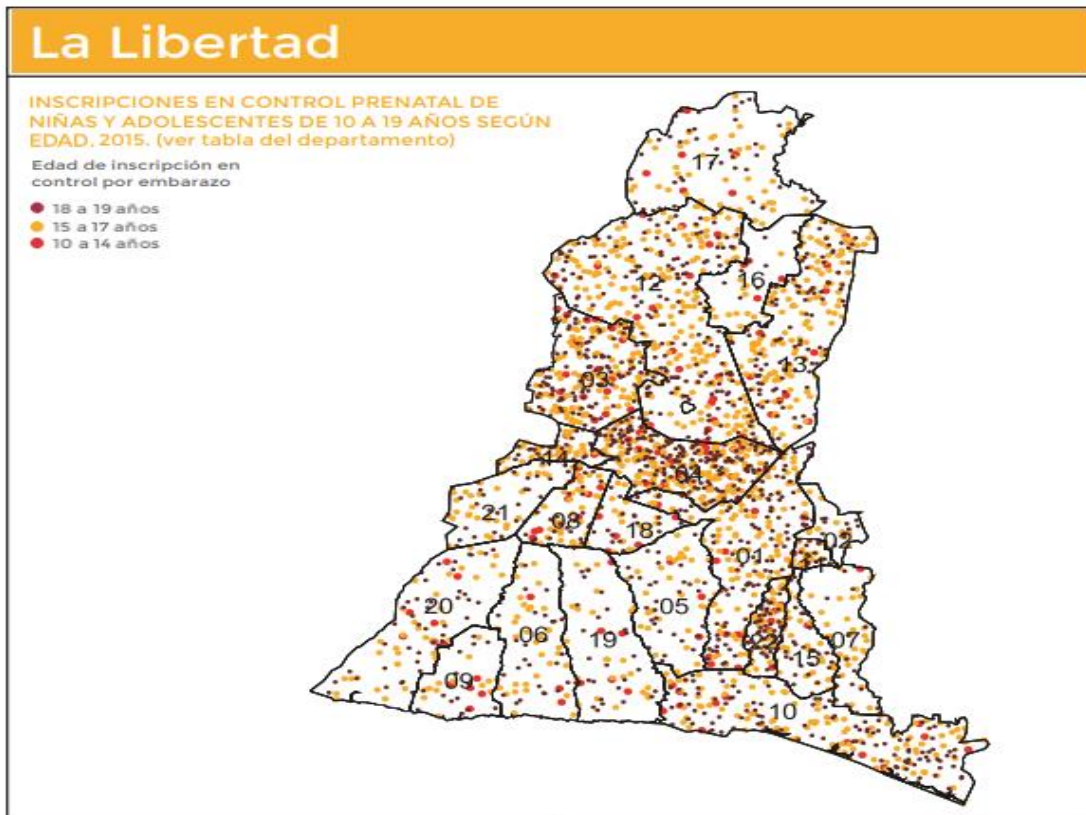 La Libertad
INSCRIPCIONES EN CONTROL PRENATAL DE
NIÑAS Y ADOLESCENTES DE 10 A 19 AÑOS SEGÚN
EDAD, 2015. (ver tabla del departamento)
Edad de inscripción en
control por embarazo
18 a 19 años
15 a 17 años
10 a 14 años
17
12
16
13
03
14
04
21
08
18
02
01
11
20
06
19
05
22
15
07
09
10